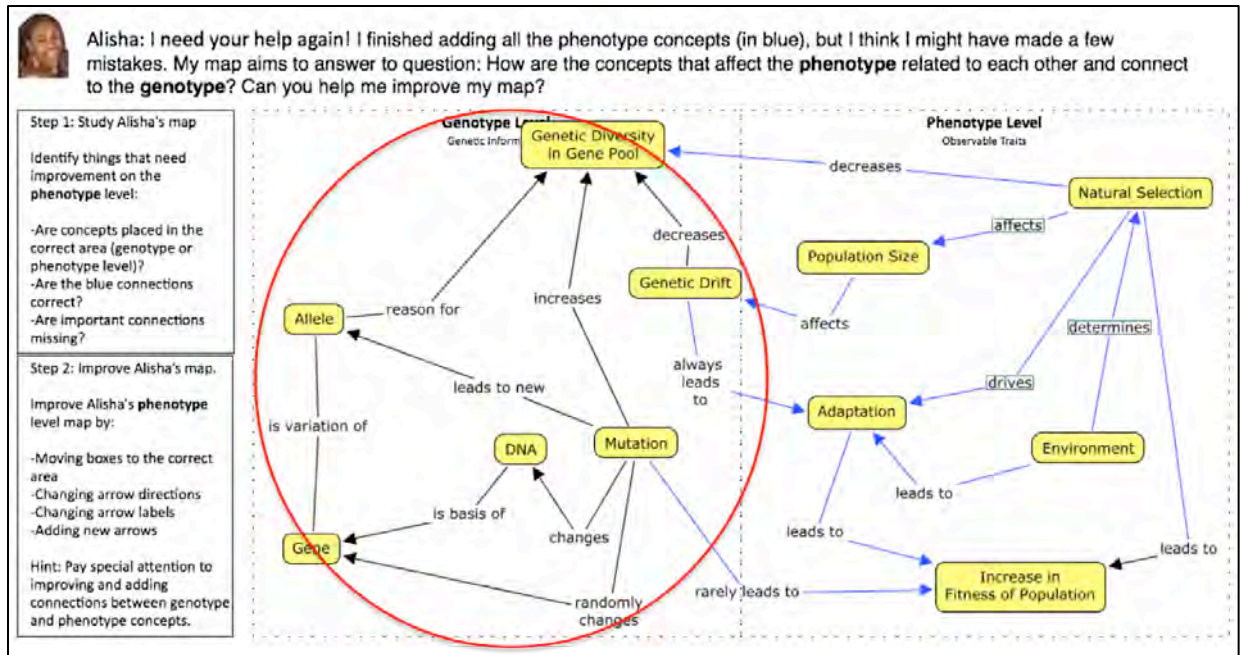 Alisha: I need your help again! I finished adding all the phenotype concepts (in blue), but I think I might have made a few
mistakes. My map aims to answer to question: How are the concepts that affect the phenotype related to each other and connect
to the genotype? Can you help me improve my map?
Step 1: Study Alisha's map
Identify things that need
improvement on the
phenotype level:
-Are concepts placed in the
correct area (genotype or
phenotype level)?
-Are the blue connections
correct?
-Are important connections
missing?
Step 2: Improve Alisha's map.
Improve Alisha's phenotype
level map by:
-Moving boxes to the correct
area
-Changing arrow directions
-Changing arrow labels
-Adding new arrows
Hint: Pay special attention to
improving and adding
connections between genotype
and phenotype concepts.
Genotype Level:
Genetic Inform
Genetic Diversity
in Gene Pool
decreases
Genetic Drift
increases
reason for
Allele
leads to new
always
leads
to
is variation of
DNA
Mutation
is basis of
changes
Gene
randomly
changes
rarely leads to
Phenotype Level
Observable Traits
decreases
Natural Selection
affects
Population Size
affects
determines
drives
Adaptation
Environment
leads to
leads to
leads to
Increase in
Fitness of Population